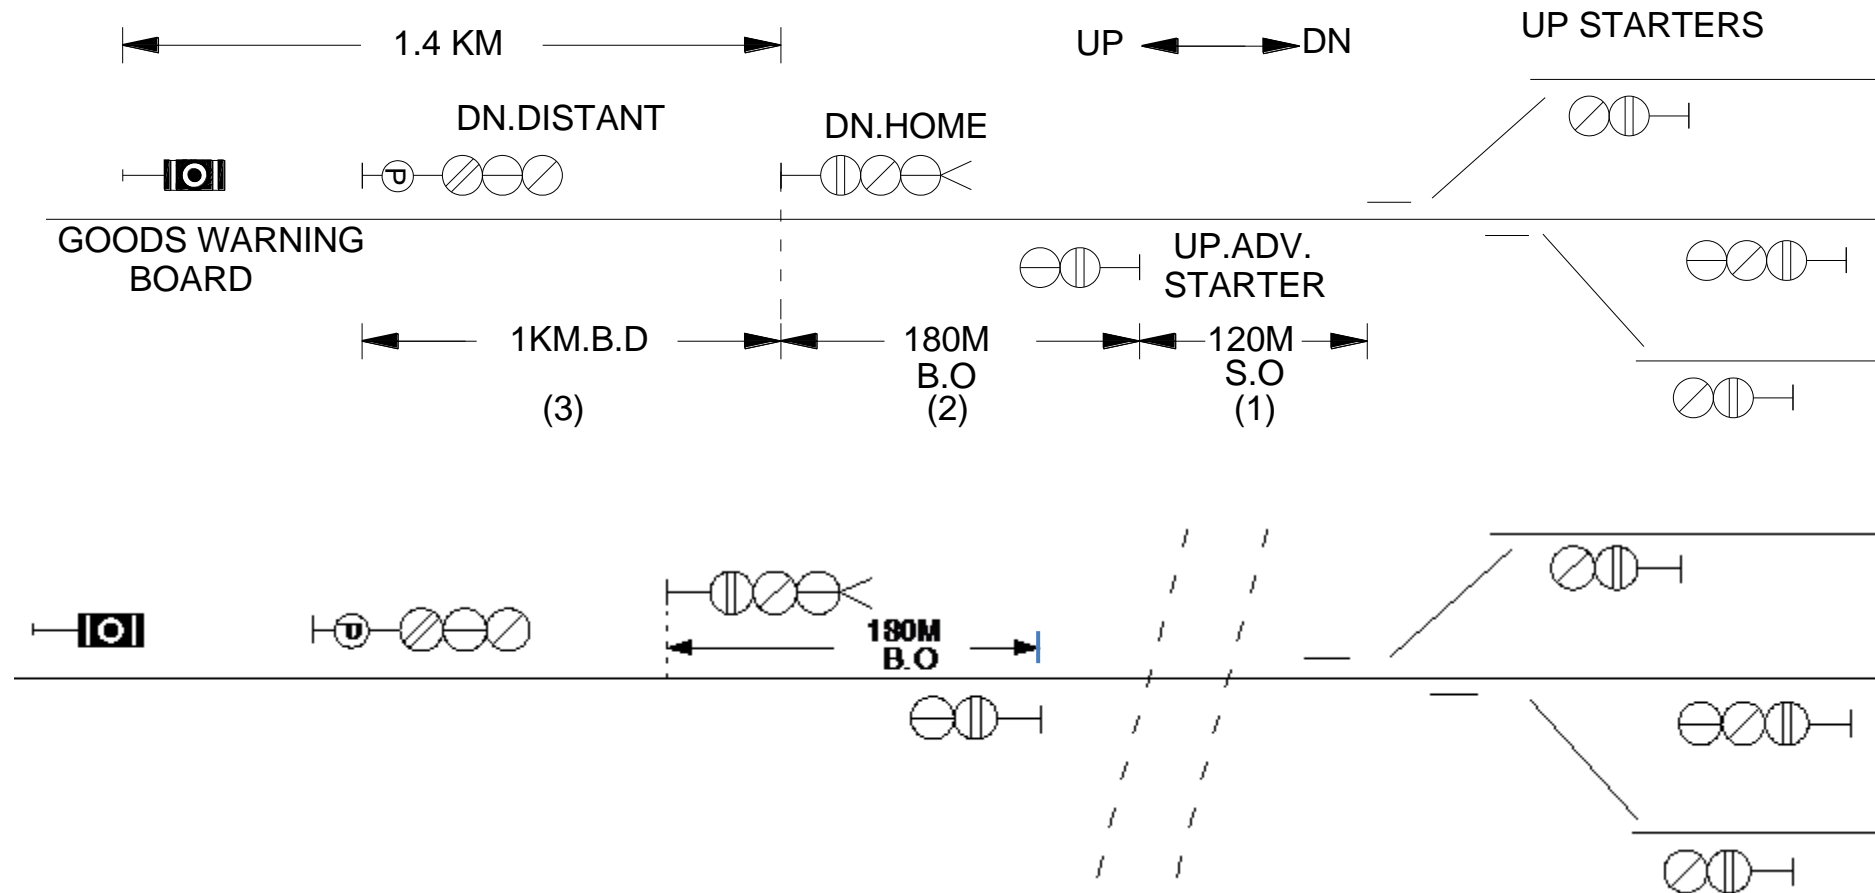 UP STARTERS
1.4 KM
UP
DN
DN.DISTANT
DN.HOME
P
GOODS WARNING
BOARD
UP.ADV.
STARTER
1KM.B.D
180M
120M
B.O
S.O
(3)
(2)
(1)
180M
B.O
P